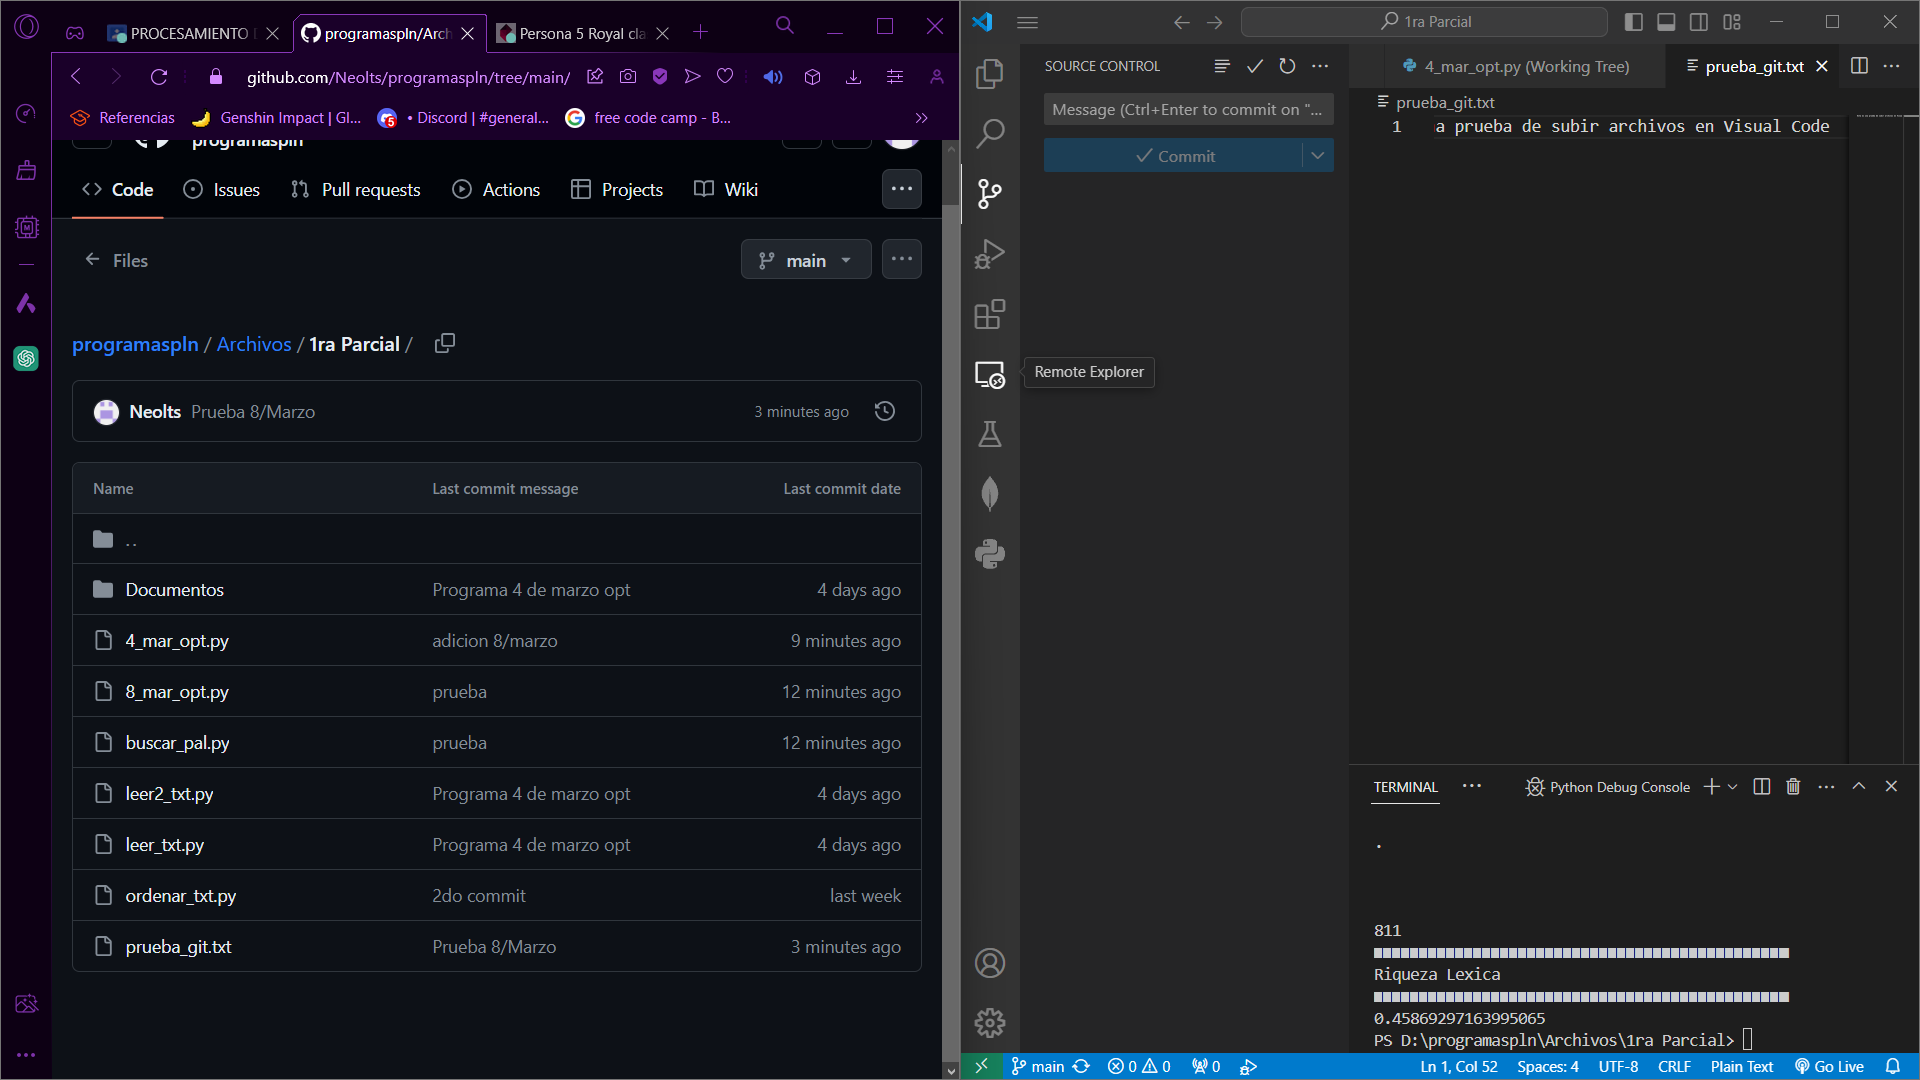 PROCESAMIENTO
programaspln/Arch
Persona 5 Royal cla
github.com/Neolts/programaspln/tree/main/
Referencias
Genshin Impact | Gl...
5
• Discord | #general...
free code camp - B...
programaspln
Code
Issues
Pull requests
Actions
Projects
Wiki
Files
main
programaspln / Archivos / 1ra Parcial /
Neolts Prueba 8/Marzo 3 minutes ago
Name Last commit message Last commit date
..
Documentos Programa 4 de marzo opt 4 days ago
4_mar_opt.py adicion 8/marzo 9 minutes ago
8_mar_opt.py prueba 12 minutes ago
buscar_pal.py prueba 12 minutes ago
leer2_txt.py Programa 4 de marzo opt 4 days ago
leer_txt.py Programa 4 de marzo opt 4 days ago
ordenar_txt.py 2do commit last week
prueba_git.txt Prueba 8/Marzo 3 minutes ago
1ra Parcial
SOURCE CONTROL
Message (Ctrl+Enter to commit on "...
Commit
Remote Explorer
4_mar_opt.py (Working Tree)
prueba_git.txt
prueba_git.txt
1 a prueba de subir archivos en Visual Code
TERMINAL
Python Debug Console
.
811
Riqueza Lexica
0.45869297163995065
PS D:\programaspln\Archivos\1ra Parcial>
main
0 0
0
Ln 1, Col 52
Spaces: 4
UTF-8
CRLF
Plain Text
Go Live